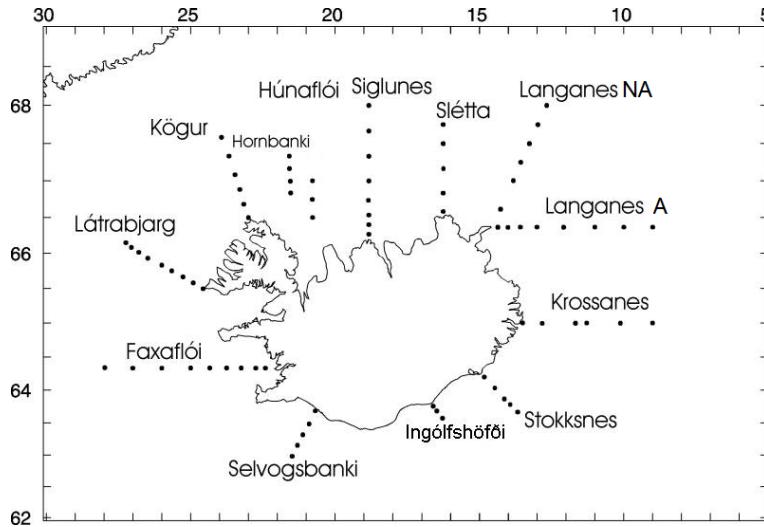 30 25 20 15 10 5
68
66
64
62
Húnaflói
Siglunes
Langanes NA
Slétta
Kögur
Hornbanki
Langanes A
Látrabjarg
Krossanes
Faxaflói
Stokksnes
Ingólfshöfði
Selvogsbanki